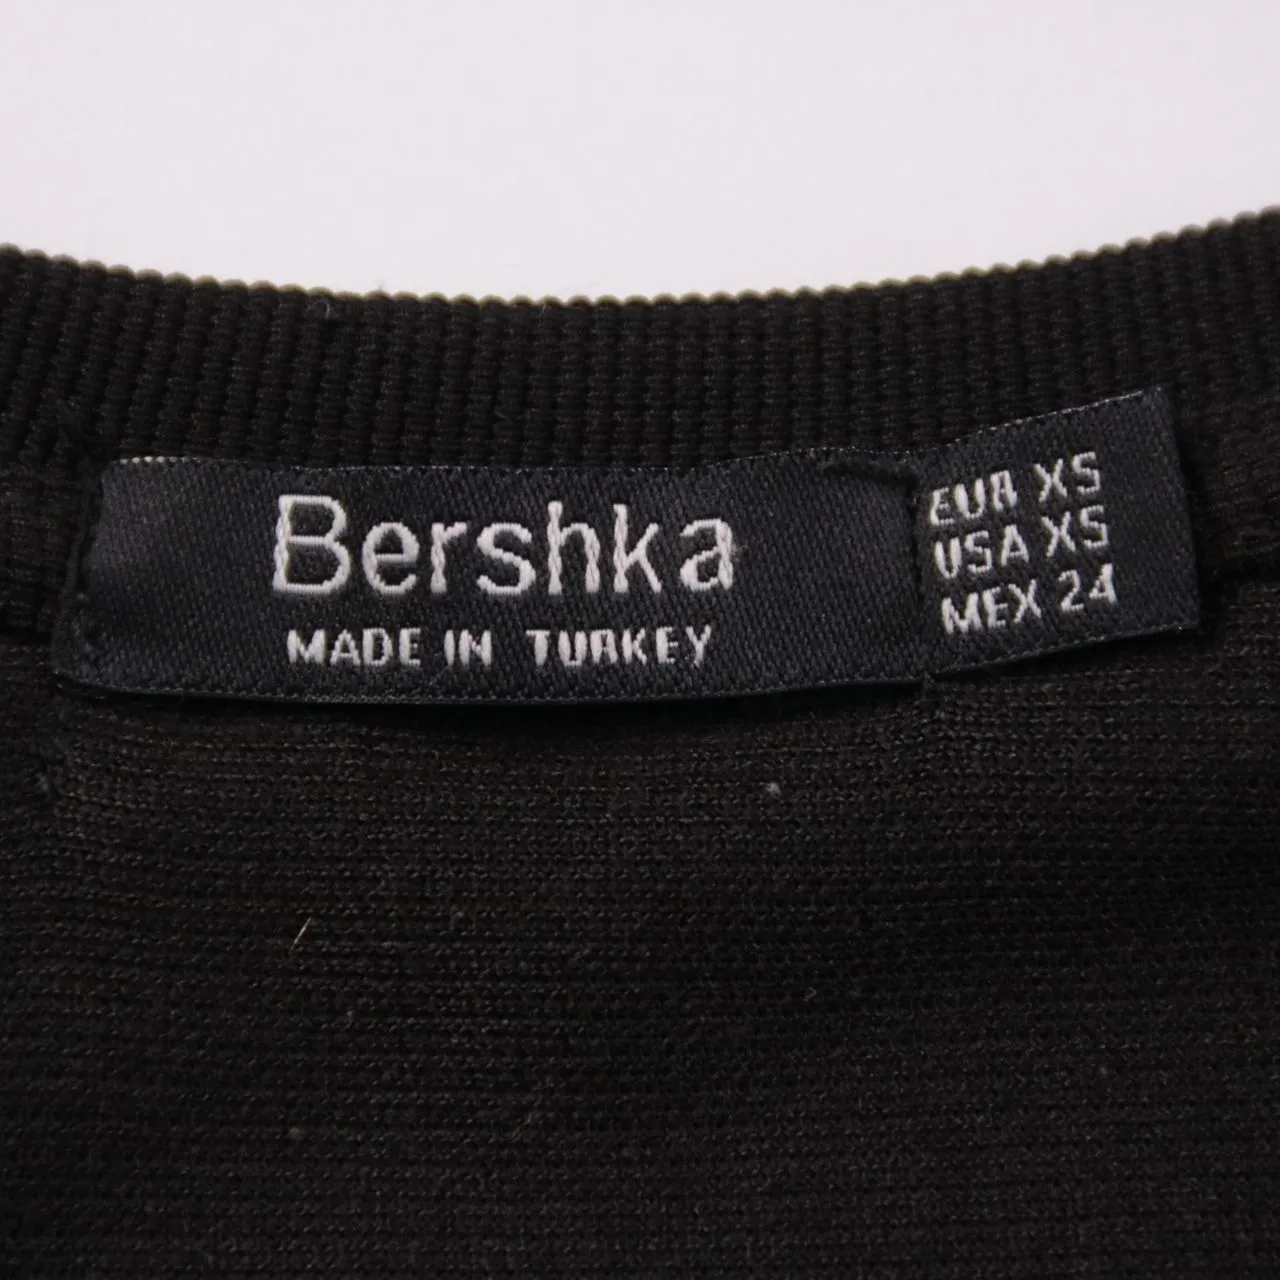 Bershka
MADE IN TURKEY
EUR XS
USA XS
MEX 24